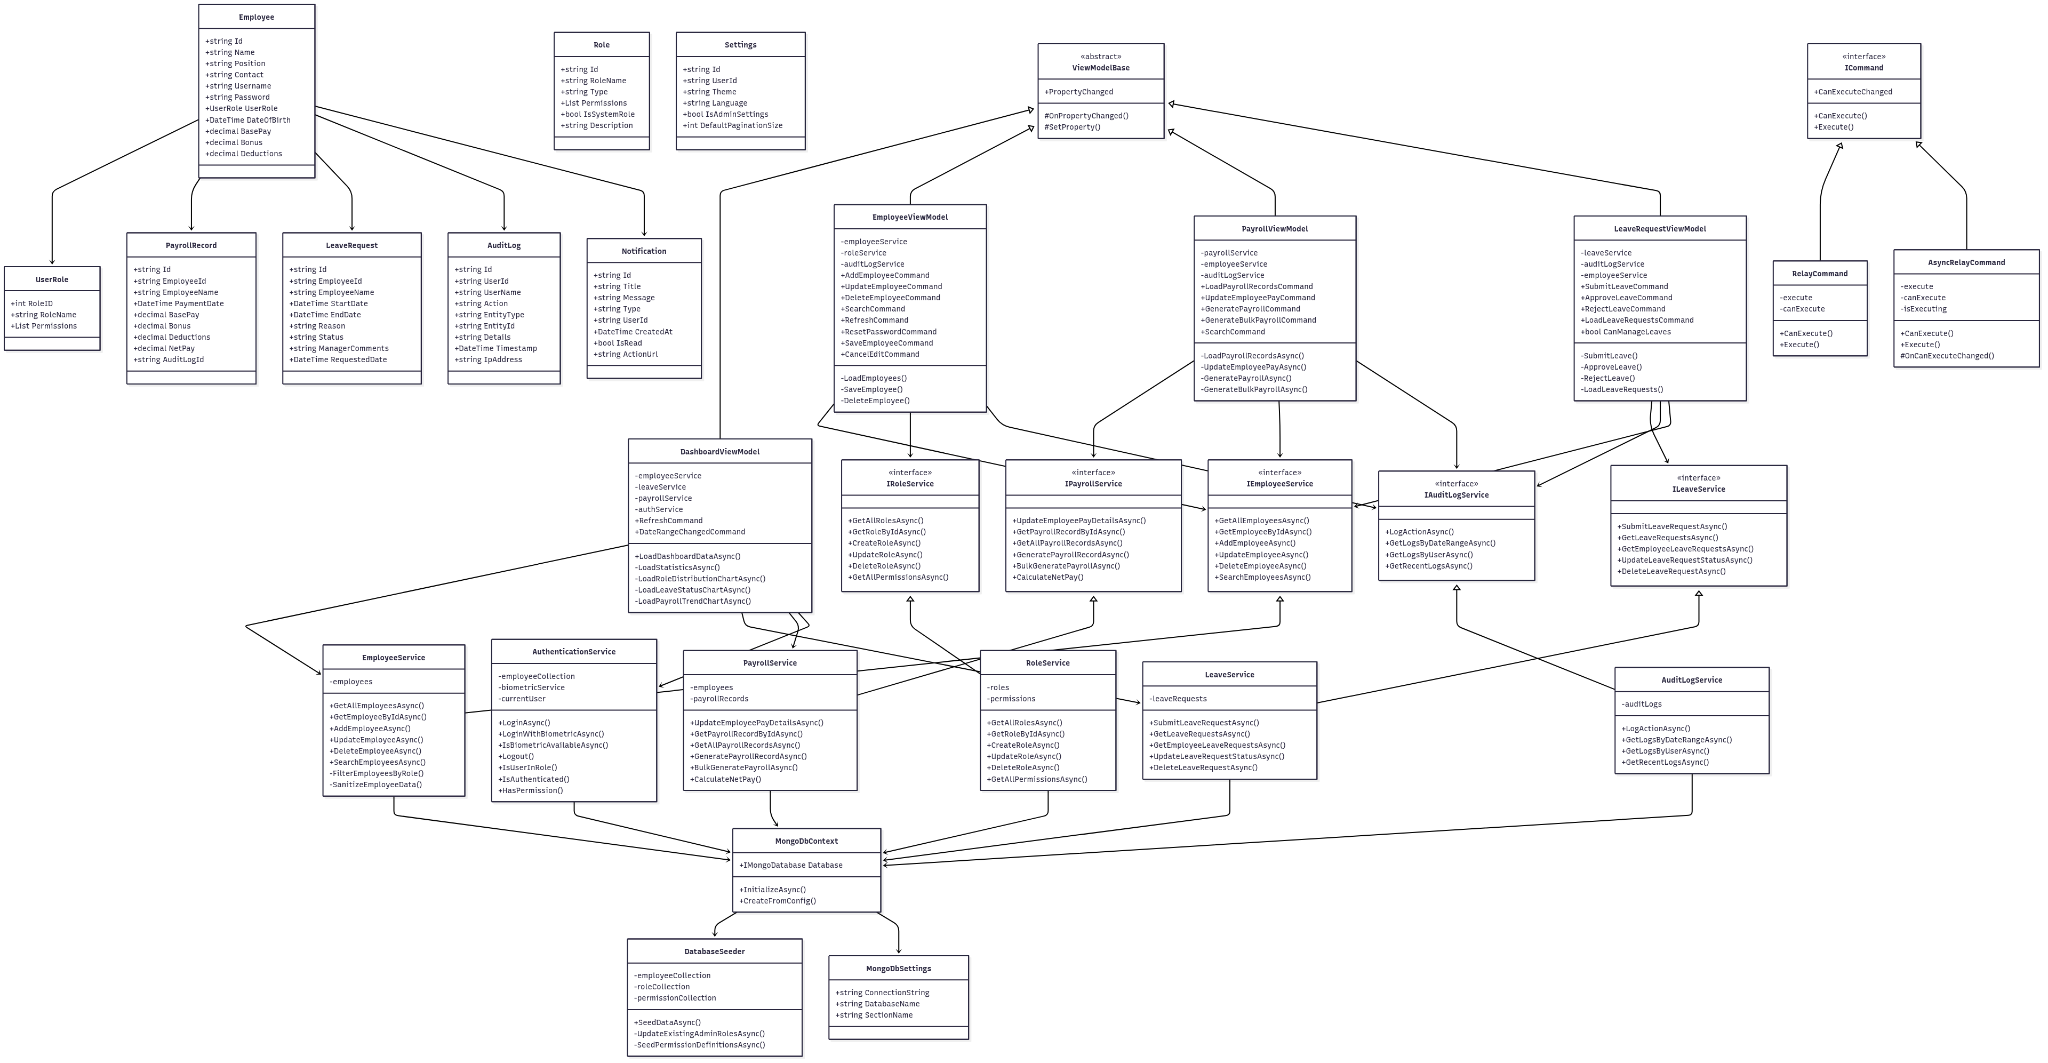 Employee
+string Id
+string Name
+string Position
+string Contact
+string Username
+string Password
+UserRole UserRole
+DateTime DateOfBirth
+decimal BasePay
+decimal Bonus
+decimal Deductions
Role
+string Id
+string RoleName
+string Type
+List Permissions
+bool IsSystemRole
+string Description
Settings
+string Id
+string UserId
+string Theme
+string Language
+bool IsAdminSettings
+int DefaultPaginationSize
«abstract»
ViewModelBase
+PropertyChanged
#OnPropertyChanged()
#SetProperty()
«interface»
ICommand
+CanExecuteChanged
+CanExecute()
+Execute()
UserRole
+int RoleID
+string RoleName
+List Permissions
PayrollRecord
+string Id
+string EmployeeId
+string EmployeeName
+DateTime PaymentDate
+decimal BasePay
+decimal Bonus
+decimal Deductions
+decimal NetPay
+string AuditLogId
LeaveRequest
+string Id
+string EmployeeId
+string EmployeeName
+DateTime StartDate
+DateTime EndDate
+string Reason
+string Status
+string ManagerComments
+DateTime RequestedDate
AuditLog
+string Id
+string UserId
+string UserName
+string Action
+string EntityType
+string EntityId
+string Details
+DateTime Timestamp
+string IpAddress
Notification
+string Id
+string Title
+string Message
+string Type
+string UserId
+DateTime CreatedAt
+bool IsRead
+string ActionUrl
EmployeeViewModel
-employeeService
-roleService
-auditLogService
+AddEmployeeCommand
+UpdateEmployeeCommand
+DeleteEmployeeCommand
+SearchCommand
+RefreshCommand
+ResetPasswordCommand
+SaveEmployeeCommand
+CancelEditCommand
-LoadEmployees()
-SaveEmployee()
-DeleteEmployee()
PayrollViewModel
-payrollService
-employeeService
-auditLogService
+LoadPayrollRecordsCommand
+UpdateEmployeePayCommand
+GeneratePayrollCommand
+GenerateBulkPayrollCommand
+SearchCommand
-LoadPayrollRecordsAsync()
-UpdateEmployeePayAsync()
-GeneratePayrollAsync()
-GenerateBulkPayrollAsync()
LeaveRequestViewModel
-leaveService
-auditLogService
-employeeService
+SubmitLeaveCommand
+ApproveLeaveCommand
+RejectLeaveCommand
+LoadLeaveRequestsCommand
+bool CanManageLeaves
-SubmitLeave()
-ApproveLeave()
-RejectLeave()
-LoadLeaveRequests()
RelayCommand
-execute
-canExecute
+CanExecute()
+Execute()
AsyncRelayCommand
-execute
-canExecute
-isExecuting
+CanExecute()
+Execute()
#OnCanExecuteChanged()
DashboardViewModel
-employeeService
-leaveService
-payrollService
-authService
+RefreshCommand
+DateRangeChangedCommand
+LoadDashboardDataAsync()
-LoadStatisticsAsync()
-LoadRoleDistributionChartAsync()
-LoadLeaveStatusChartAsync()
-LoadPayrollTrendChartAsync()
«interface»
IRoleService
+GetAllRolesAsync()
+GetRoleByIdAsync()
+CreateRoleAsync()
+UpdateRoleAsync()
+DeleteRoleAsync()
+GetAllPermissionsAsync()
«interface»
IPayrollService
+UpdateEmployeePayDetailsAsync()
+GetPayrollRecordByIdAsync()
+GetAllPayrollRecordsAsync()
+GeneratePayrollRecordAsync()
+BulkGeneratePayrollAsync()
+CalculateNetPay()
«interface»
IEmployeeService
+GetAllEmployeesAsync()
+GetEmployeeByIdAsync()
+AddEmployeeAsync()
+UpdateEmployeeAsync()
+DeleteEmployeeAsync()
+SearchEmployeesAsync()
«interface»
IAuditLogService
+LogActionAsync()
+GetLogsByDateRangeAsync()
+GetLogsByUserAsync()
+GetRecentLogsAsync()
«interface»
ILeaveService
+SubmitLeaveRequestAsync()
+GetLeaveRequestsAsync()
+GetEmployeeLeaveRequestsAsync()
+UpdateLeaveRequestStatusAsync()
+DeleteLeaveRequestAsync()
EmployeeService
-employees
+GetAllEmployeesAsync()
+GetEmployeeByIdAsync()
+AddEmployeeAsync()
+UpdateEmployeeAsync()
+DeleteEmployeeAsync()
+SearchEmployeesAsync()
-FilterEmployeesByRole()
-SanitizeEmployeeData()
AuthenticationService
-employeeCollection
-biometricService
-currentUser
+LoginAsync()
+LoginWithBiometricAsync()
+IsBiometricAvailableAsync()
+Logout()
+IsUserInRole()
+IsAuthenticated()
+HasPermission()
PayrollService
-employees
-payrollRecords
+UpdateEmployeePayDetailsAsync()
+GetPayrollRecordByIdAsync()
+GetAllPayrollRecordsAsync()
+GeneratePayrollRecordAsync()
+BulkGeneratePayrollAsync()
+CalculateNetPay()
RoleService
-roles
-permissions
+GetAllRolesAsync()
+GetRoleByIdAsync()
+CreateRoleAsync()
+UpdateRoleAsync()
+DeleteRoleAsync()
+GetAllPermissionsAsync()
LeaveService
-leaveRequests
+SubmitLeaveRequestAsync()
+GetLeaveRequestsAsync()
+GetEmployeeLeaveRequestsAsync()
+UpdateLeaveRequestStatusAsync()
+DeleteLeaveRequestAsync()
AuditLogService
-auditLogs
+LogActionAsync()
+GetLogsByDateRangeAsync()
+GetLogsByUserAsync()
+GetRecentLogsAsync()
MongoDbContext
+IMongoDatabase Database
+InitializeAsync()
+CreateFromConfig()
DatabaseSeeder
-employeeCollection
-roleCollection
-permissionCollection
+SeedDataAsync()
-UpdateExistingAdminRolesAsync()
-SeedPermissionDefinitionsAsync()
MongoDbSettings
+string ConnectionString
+string DatabaseName
+string SectionName